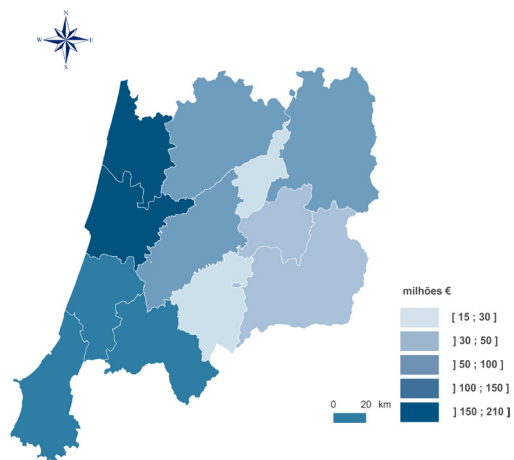 N
W E
S
milhões €
[ 15 ; 30 ]
] 30 ; 50 ]
] 50 ; 100 ]
] 100 ; 150 ]
] 150 ; 210 ]
0 20 km